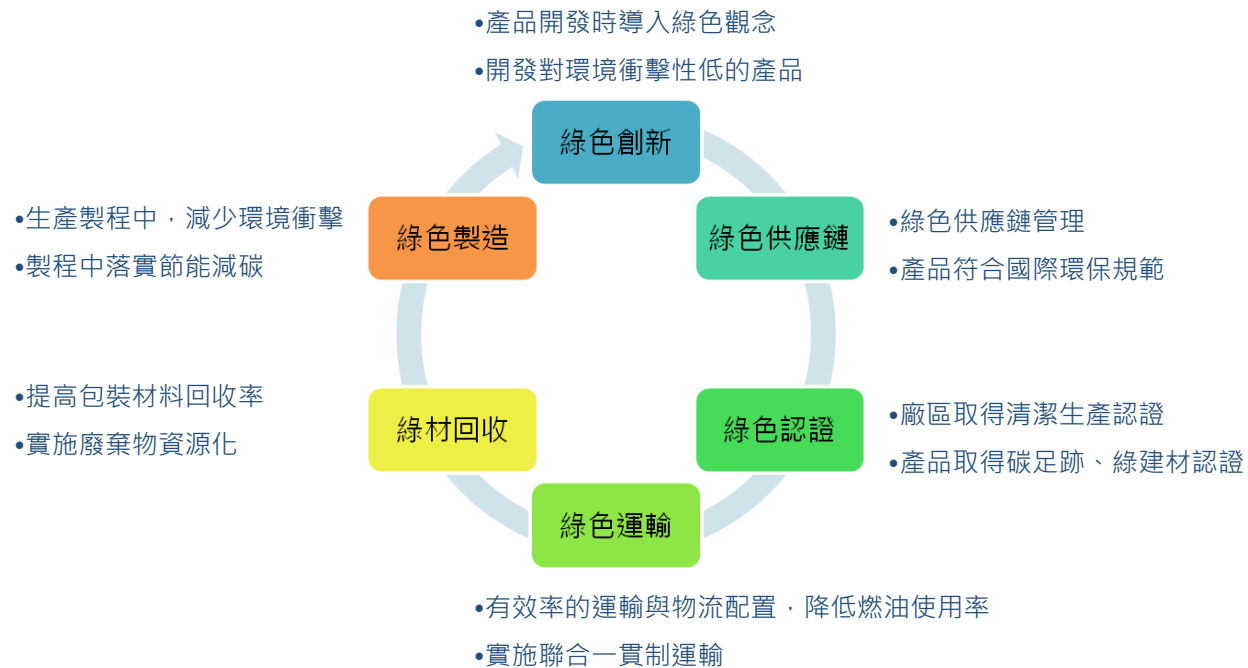 •產品開發時導入綠色觀念
•開發對環境衝擊性低的產品
綠色創新
綠色供應鏈
•綠色供應鏈管理
•產品符合國際環保規範
綠色認證
•廠區取得清潔生產認證
•產品取得碳足跡、綠建材認證
綠色運輸
•有效率的運輸與物流配置，降低燃油使用率
•實施聯合一貫制運輸
綠材回收
•提高包裝材料回收率
•實施廢棄物資源化
綠色製造
•生產製程中，減少環境衝擊
•製程中落實節能減碳